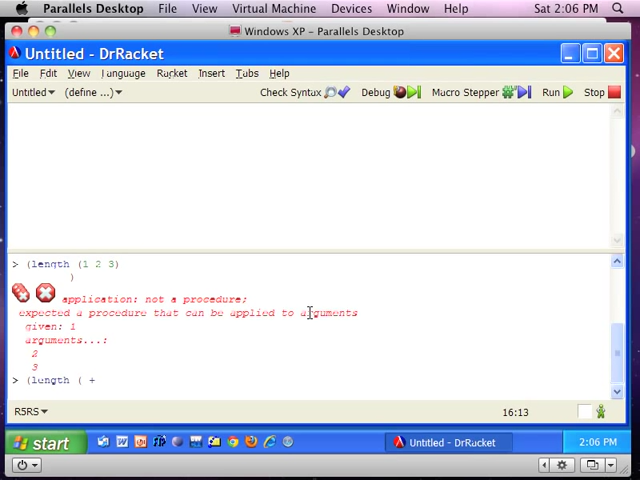 Parallels Desktop File View Virtual Machine Devices Window Help Sat 2:06 PM
Windows XP - Parallels Desktop
Untitled - DrRacket
File Edit View Language Racket Insert Tabs Help
Untitled (define ...) Check Syntax Debug Macro Stepper Run Stop
> (length (1 2 3)
)
application: not a procedure;
expected a procedure that can be applied to arguments
given: 1
arguments...:
2
3
> (length ( +
R5RS 16:13
start Untitled - DrRacket 2:06 PM